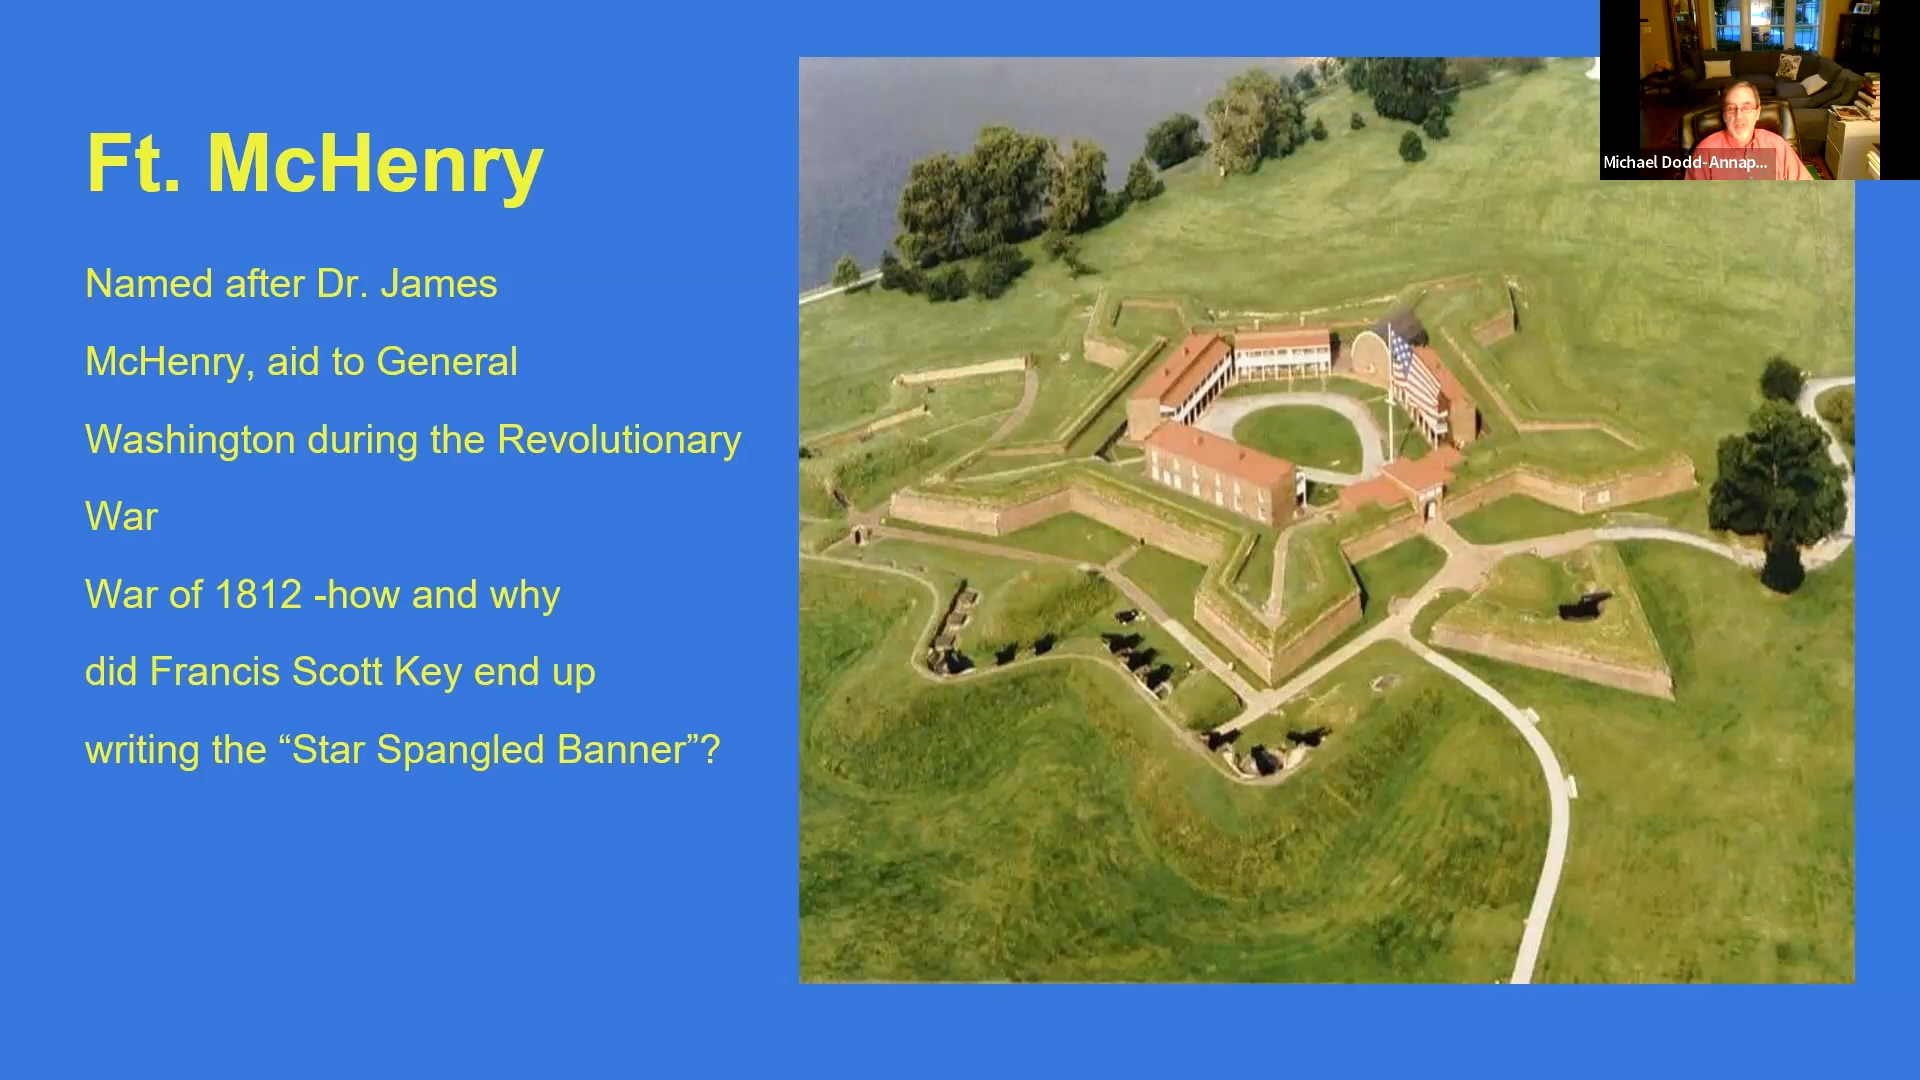 Ft. McHenry
Named after Dr. James
McHenry, aid to General
Washington during the Revolutionary
War
War of 1812 -how and why
did Francis Scott Key end up
writing the “Star Spangled Banner”?
Michael Dodd-Annap...